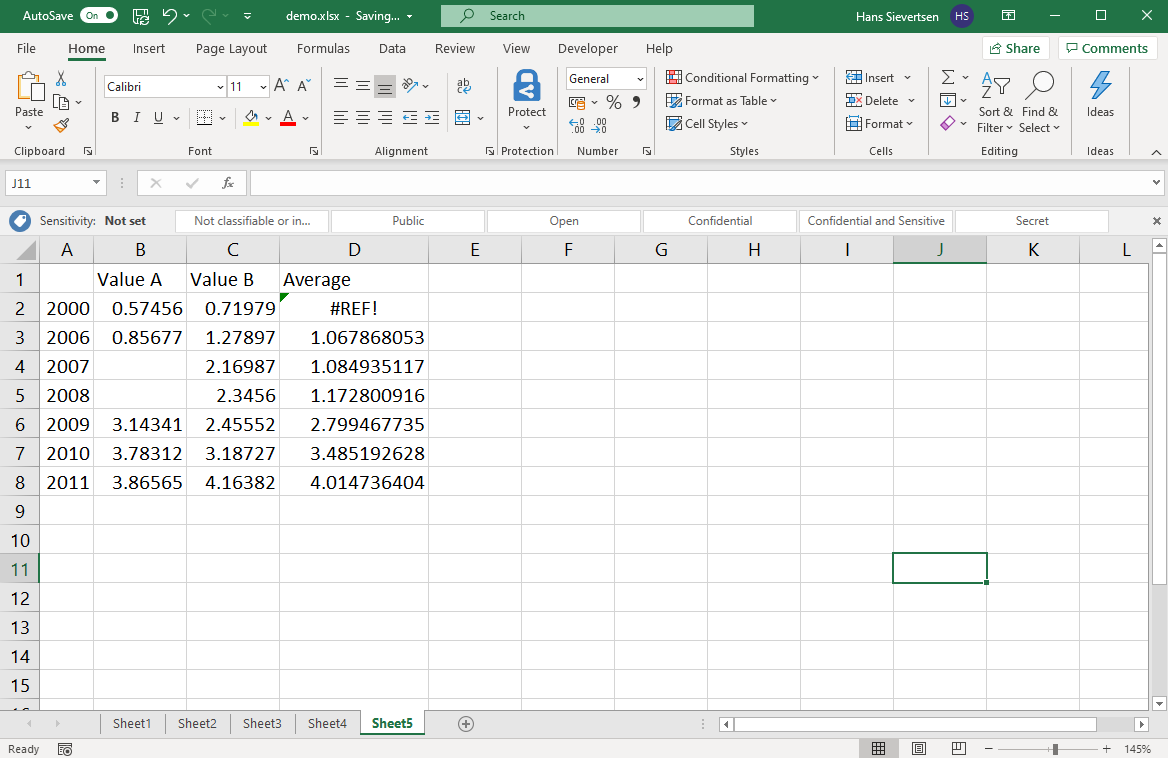 AutoSave On demo.xlsx - Saving... Search Hans Sievertsen HS
File Home Insert Page Layout Formulas Data Review View Developer Help Share Comments
Calibri 11 ab General Conditional Formatting Insert Σ A Z
Paste B I U A Protect % Format as Table Delete Sort & Filter Find & Select Ideas
Cell Styles Format
Clipboard Font Alignment Protection Number Styles Cells Editing Ideas
J11 fx
Sensitivity: Not set Not classifiable or in... Public Open Confidential Confidential and Sensitive Secret
A B C D E F G H I J K L
1 Value A Value B Average
2 2000 0.57456 0.71979 #REF!
3 2006 0.85677 1.27897 1.067868053
4 2007 2.16987 1.084935117
5 2008 2.3456 1.172800916
6 2009 3.14341 2.45552 2.799467735
7 2010 3.78312 3.18727 3.485192628
8 2011 3.86565 4.16382 4.014736404
9
10
11
12
13
14
15
Sheet1 Sheet2 Sheet3 Sheet4 Sheet5
Ready 145%